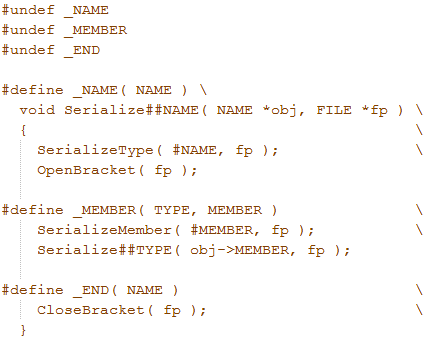 #undef _NAME
#undef _MEMBER
#undef _END
#define _NAME( NAME ) \
void Serialize##NAME( NAME *obj, FILE *fp ) \
{ \
SerializeType( #NAME, fp ); \
OpenBracket( fp );
#define _MEMBER( TYPE, MEMBER ) \
SerializeMember( #MEMBER, fp ); \
Serialize##TYPE( obj->MEMBER, fp );
#define _END( NAME ) \
CloseBracket( fp ); \
}